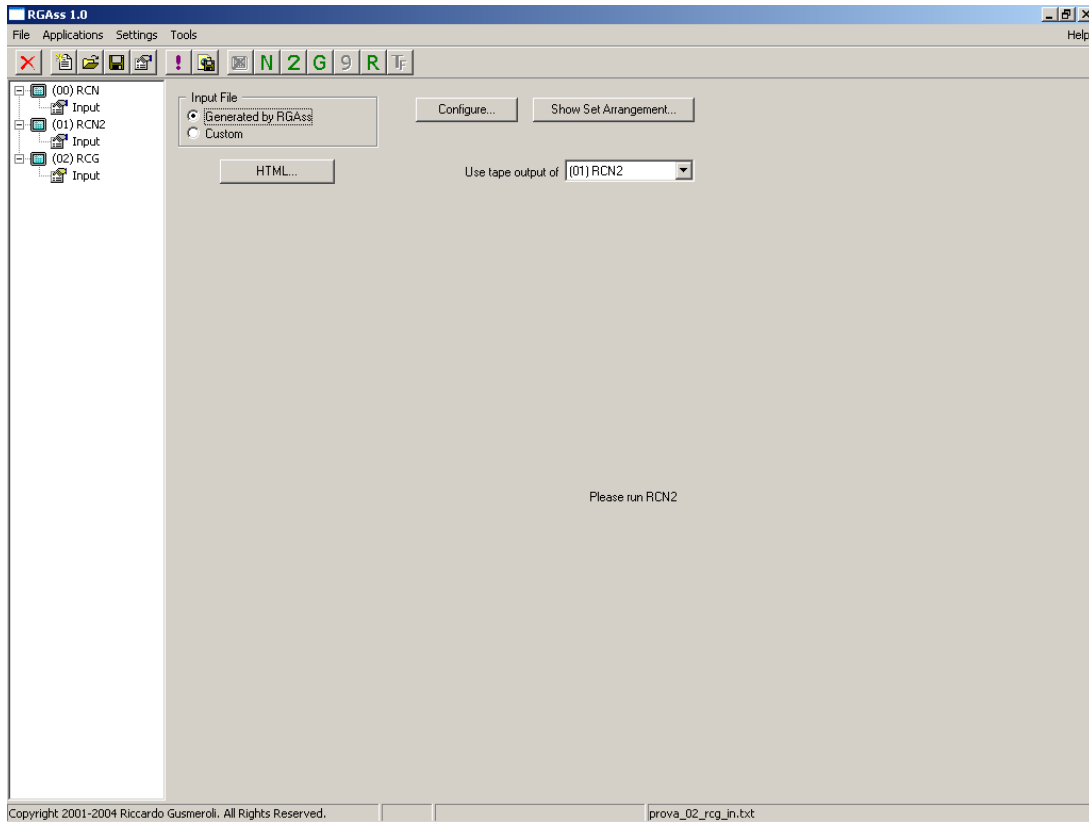 RGAss 1.0
File Applications Settings Tools Help
N 2 G 9 R TF
(00) RCN
Input
(01) RCN2
Input
(02) RCG
Input
Input File
Generated by RGAss
Custom
Configure...
Show Set Arrangement...
HTML...
Use tape output of (01) RCN2
Please run RCN2
Copyright 2001-2004 Riccardo Gusmeroli. All Rights Reserved.
prova_02_rcg_in.txt